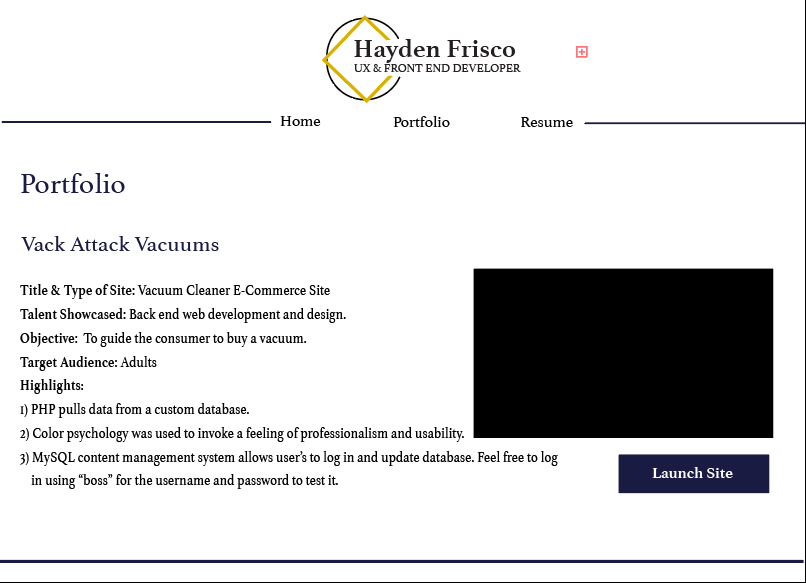 Hayden Frisco
UX & FRONT END DEVELOPER
Home Portfolio Resume
Portfolio
Vack Attack Vacuums
Title & Type of Site: Vacuum Cleaner E-Commerce Site
Talent Showcased: Back end web development and design.
Objective: To guide the consumer to buy a vacuum.
Target Audience: Adults
Highlights:
1) PHP pulls data from a custom database.
2) Color psychology was used to invoke a feeling of professionalism and usability.
3) MySQL content management system allows user’s to log in and update database. Feel free to log
in using “boss” for the username and password to test it.
Launch Site